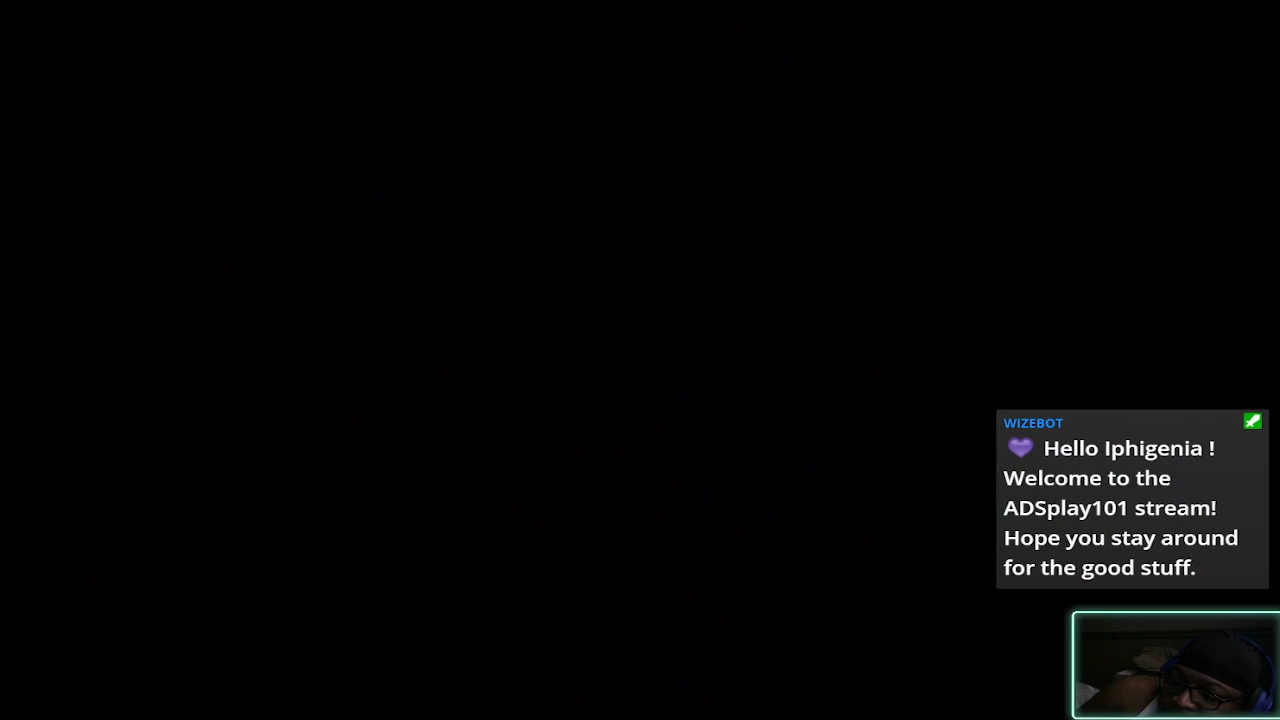 WIZEBOT
Hello Iphigenia !
Welcome to the
ADSplay101 stream!
Hope you stay around
for the good stuff.